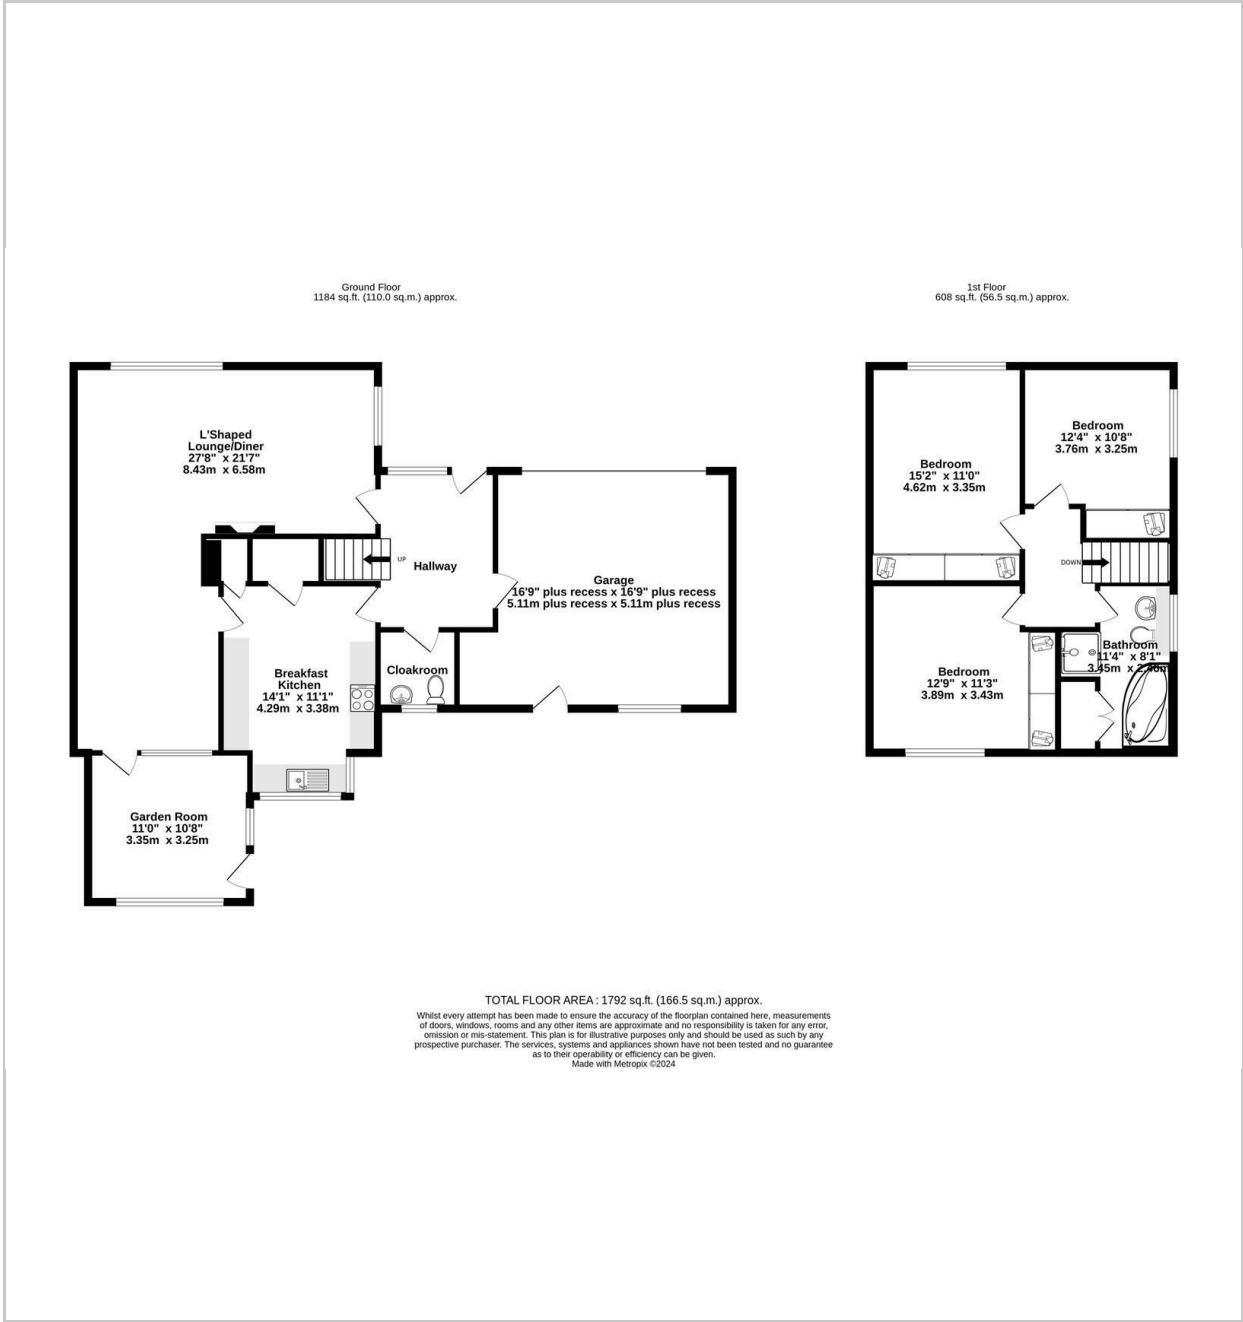 Ground Floor
1184 sq.ft. (110.0 sq.m.) approx.
1st Floor
608 sq.ft. (56.5 sq.m.) approx.
L'Shaped
Lounge/Diner
27'8" x 21'7"
8.43m x 6.58m
UP
Hallway
Garage
16'9" plus recess x 16'9" plus recess
5.11m plus recess x 5.11m plus recess
Cloakroom
Breakfast
Kitchen
14'1" x 11'1"
4.29m x 3.38m
Garden Room
11'0" x 10'8"
3.35m x 3.25m
Bedroom
15'2" x 11'0"
4.62m x 3.35m
Bedroom
12'4" x 10'8"
3.76m x 3.25m
DOWN
Bedroom
12'9" x 11'3"
3.89m x 3.43m
Bathroom
11'4" x 8'1"
3.45m x 2.46m
TOTAL FLOOR AREA : 1792 sq.ft. (166.5 sq.m.) approx.
Whilst every attempt has been made to ensure the accuracy of the floorplan contained here, measurements
of doors, windows, rooms and any other items are approximate and no responsibility is taken for any error,
omission or mis-statement. This plan is for illustrative purposes only and should be used as such by any
prospective purchaser. The services, systems and appliances shown have not been tested and no guarantee
as to their operability or efficiency can be given.
Made with Metropix ©2024